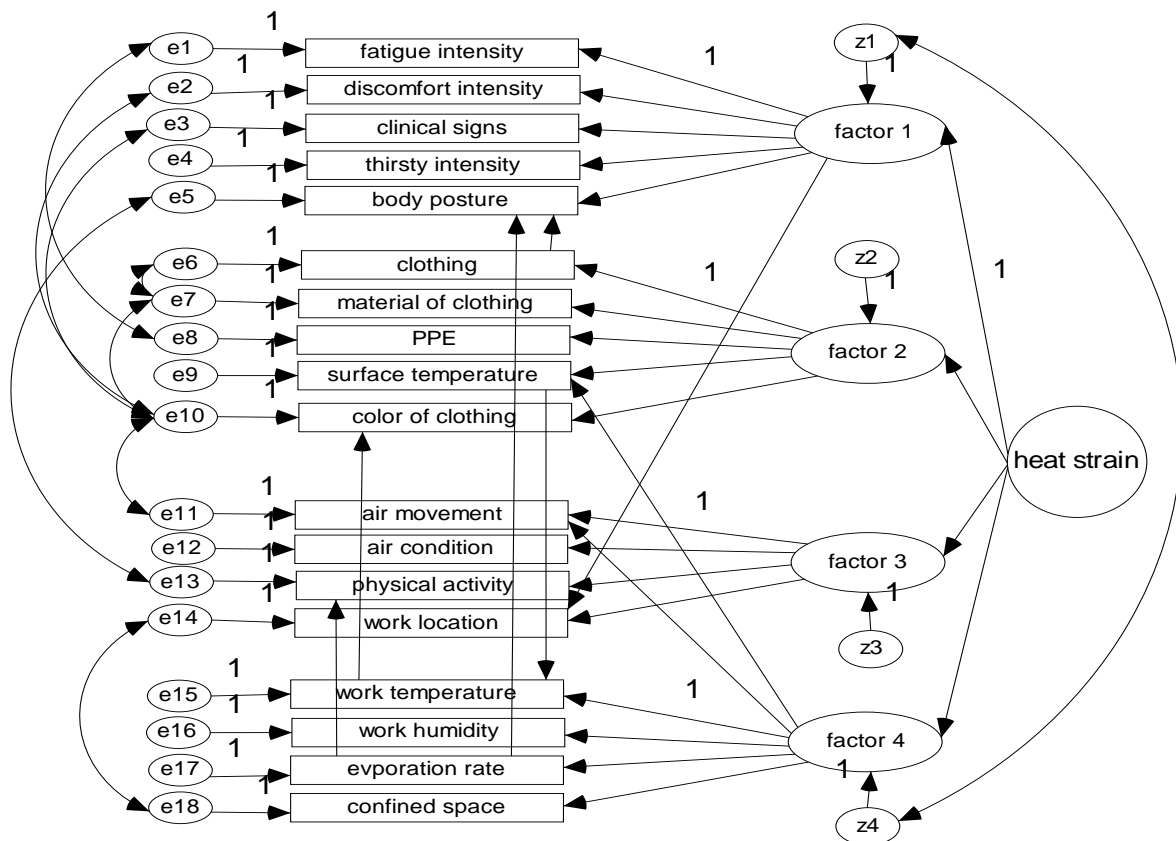 1
e1
fatigue intensity
z1
1
1
1
e2
discomfort intensity
1
e3
clinical signs
factor 1
1
e4
thirsty intensity
1
e5
body posture
1
e6
clothing
z2
1
1
1
1
e7
material of clothing
1
e8
PPE
factor 2
1
e9
surface temperature
1
e10
color of clothing
heat strain
1
e11
air movement
1
1
e12
air condition
factor 3
1
e13
physical activity
1
e14
work location
1
z3
1
e15
work temperature
1
1
e16
work humidity
factor 4
1
e17
evporation rate
1
1
e18
confined space
z4